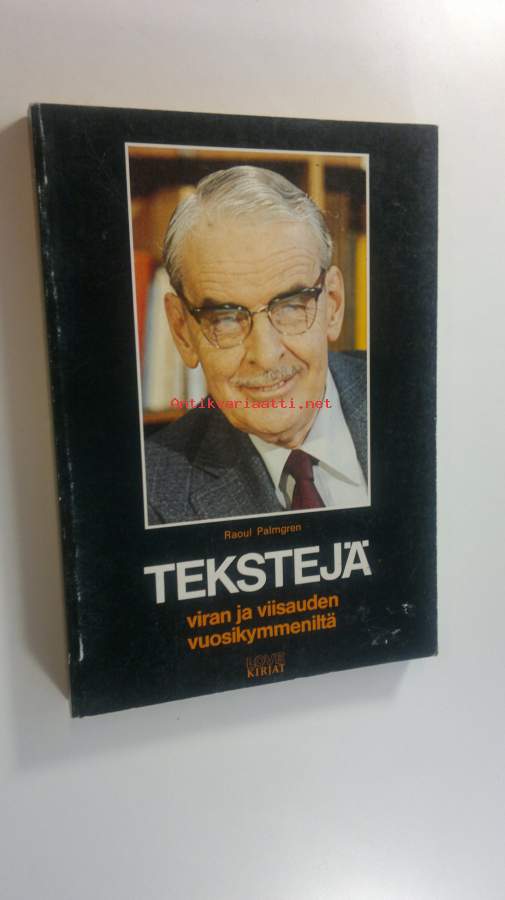 Antikvariaatti.net
Raoul Palmgren
TEKSTEJÄ
viran ja viisauden
vuosikymmeniltä
LOVE
KIRJAT